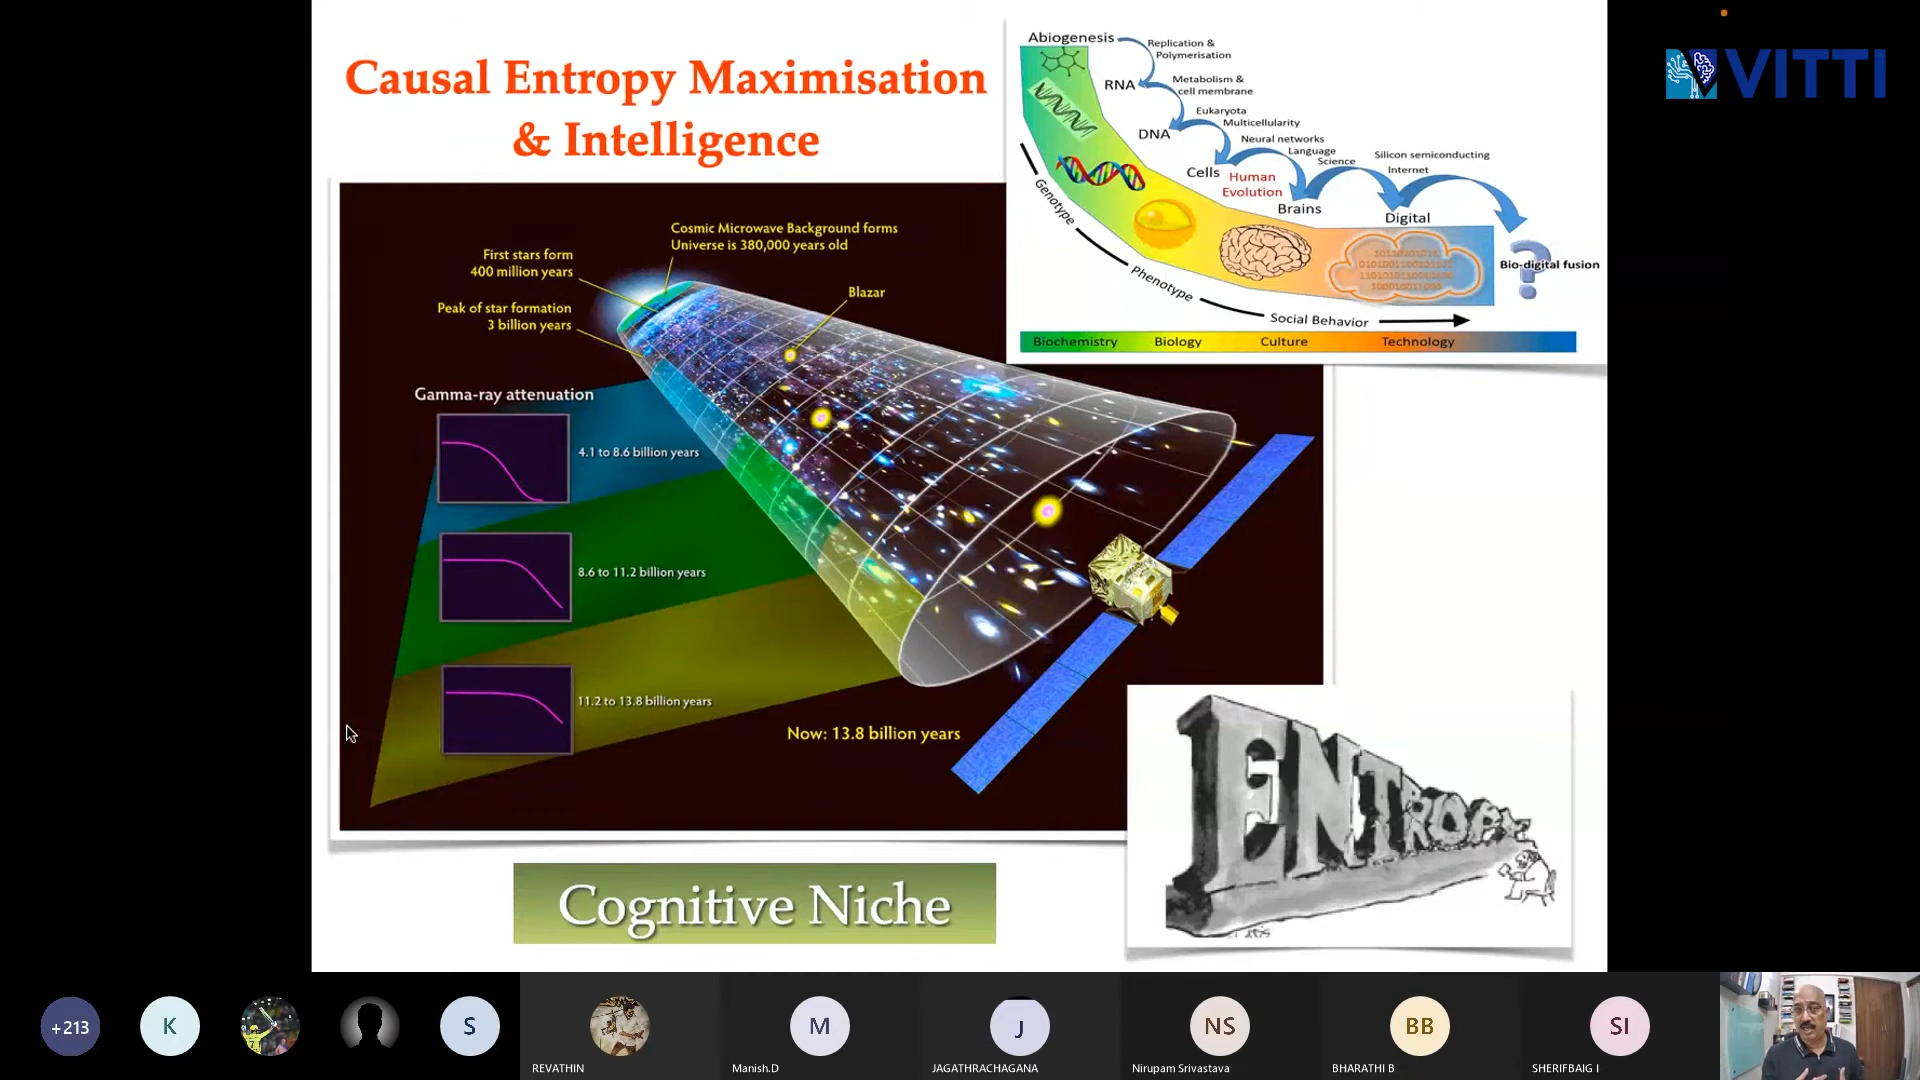 Causal Entropy Maximisation
& Intelligence
VITTI
Abiogenesis
Replication &
Polymerisation
RNA
Metabolism &
cell membrane
DNA
Eukaryota
Multicellularity
Cells
Neural networks
Language
Science
Human
Evolution
Brains
Silicon semiconducting
Internet
Digital
Bio-digital fusion
?
Genotype
Phenotype
Social Behavior
Biochemistry
Biology
Culture
Technology
Cosmic Microwave Background forms
Universe is 380,000 years old
First stars form
400 million years
Peak of star formation
3 billion years
Blazar
Gamma-ray attenuation
4.1 to 8.6 billion years
8.6 to 11.2 billion years
11.2 to 13.8 billion years
Now: 13.8 billion years
ENTROPY
Cognitive Niche
+213
K
S
REVATHIN
M
Manish.D
J
JAGATHRACHAGANA
NS
Nirupam Srivastava
BB
BHARATHI B
SI
SHERIFBAIG I